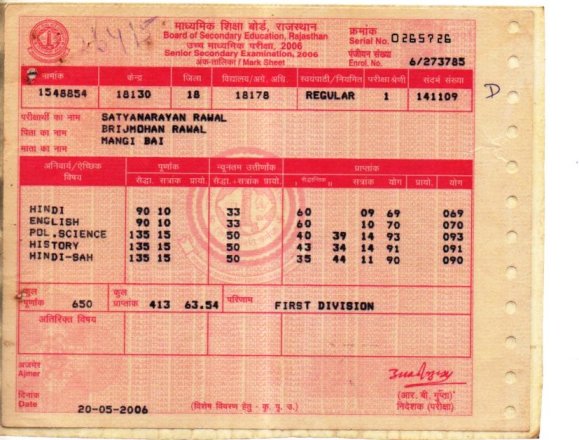 माध्यमिक शिक्षा बोर्ड, राजस्थान
Board of Secondary Education, Rajasthan
उच्च माध्यमिक परीक्षा, 2006
Senior Secondary Examination, 2006
अंक-तालिका / Mark Sheet
क्रमांक
Serial No. 0265726
पंजीयन संख्या
Enrol. No. 6/273785
नामांक केन्द्र जिला विद्यालय/अग्रे. अधि. स्वयंपाठी/नियमित परीक्षा श्रेणी संदर्भ संख्या
1548854 18130 18 18178 REGULAR 1 141109
D
परीक्षार्थी का नाम SATYANARAYAN RAWAL
पिता का नाम BRIJMOHAN RAWAL
माता का नाम MANGI BAI
अनिवार्य/ऐच्छिक विषय पूर्णांक न्यूनतम उत्तीर्णांक प्राप्तांक
सैद्धा. सत्रांक प्रायो. सैद्धा.+सत्रांक प्रायो. सैद्धान्तिक सत्रांक योग प्रायो. योग
HINDI 90 10 33 60 09 69 069
ENGLISH 90 10 33 60 10 70 070
POL.SCIENCE 135 15 50 40 39 14 93 093
HISTORY 135 15 50 43 34 14 91 091
HINDI-SAH 135 15 50 35 44 11 90 090
कुल पूर्णांक 650 कुल प्राप्तांक 413 63.54 परिणाम FIRST DIVISION
अतिरिक्त विषय
अजमेर
Ajmer
दिनांक
Date 20-05-2006
(विशेष विवरण हेतु - कृ. पृ. उ.)
(आर. बी. गुप्ता)
निदेशक (परीक्षा)